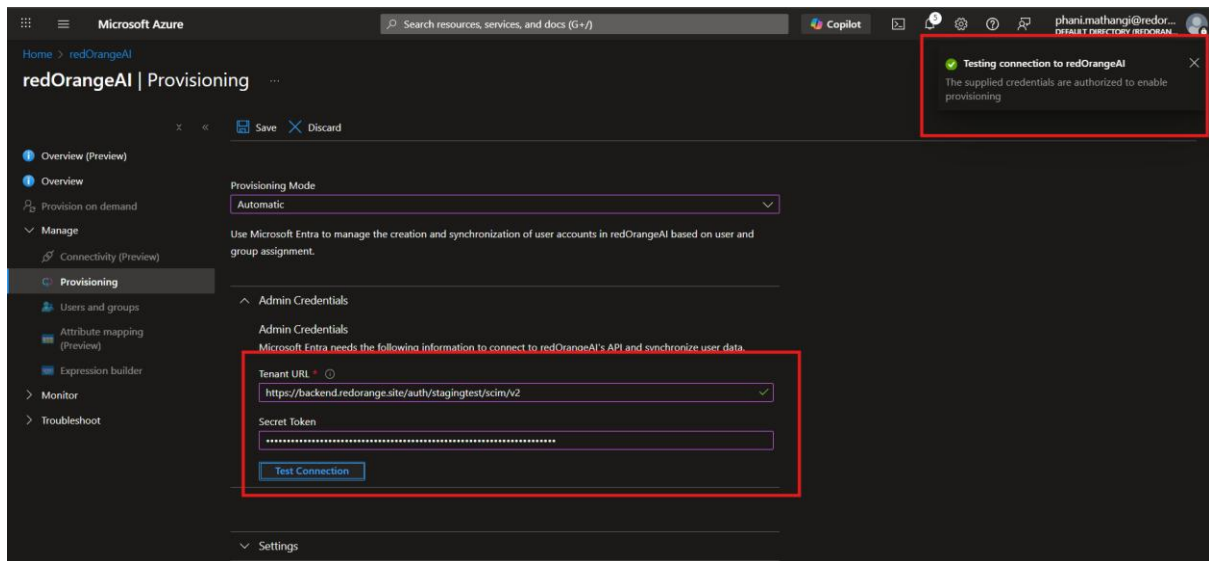 Microsoft Azure
Search resources, services, and docs (G+/)
Copilot
5
phani.mathangi@redor...
DEFAULT DIRECTORY (REDORAN...
Home > redOrangeAI
redOrangeAI | Provisioning ...
Testing connection to redOrangeAI
The supplied credentials are authorized to enable
provisioning
Save Discard
Overview (Preview)
Overview
Provision on demand
Manage
Connectivity (Preview)
Provisioning
Users and groups
Attribute mapping
(Preview)
Expression builder
Monitor
Troubleshoot
Provisioning Mode
Automatic
Use Microsoft Entra to manage the creation and synchronization of user accounts in redOrangeAI based on user and
group assignment.
Admin Credentials
Admin Credentials
Microsoft Entra needs the following information to connect to redOrangeAI's API and synchronize user data.
Tenant URL *
https://backend.redorange.site/auth/stagingtest/scim/v2
Secret Token
Test Connection
Settings